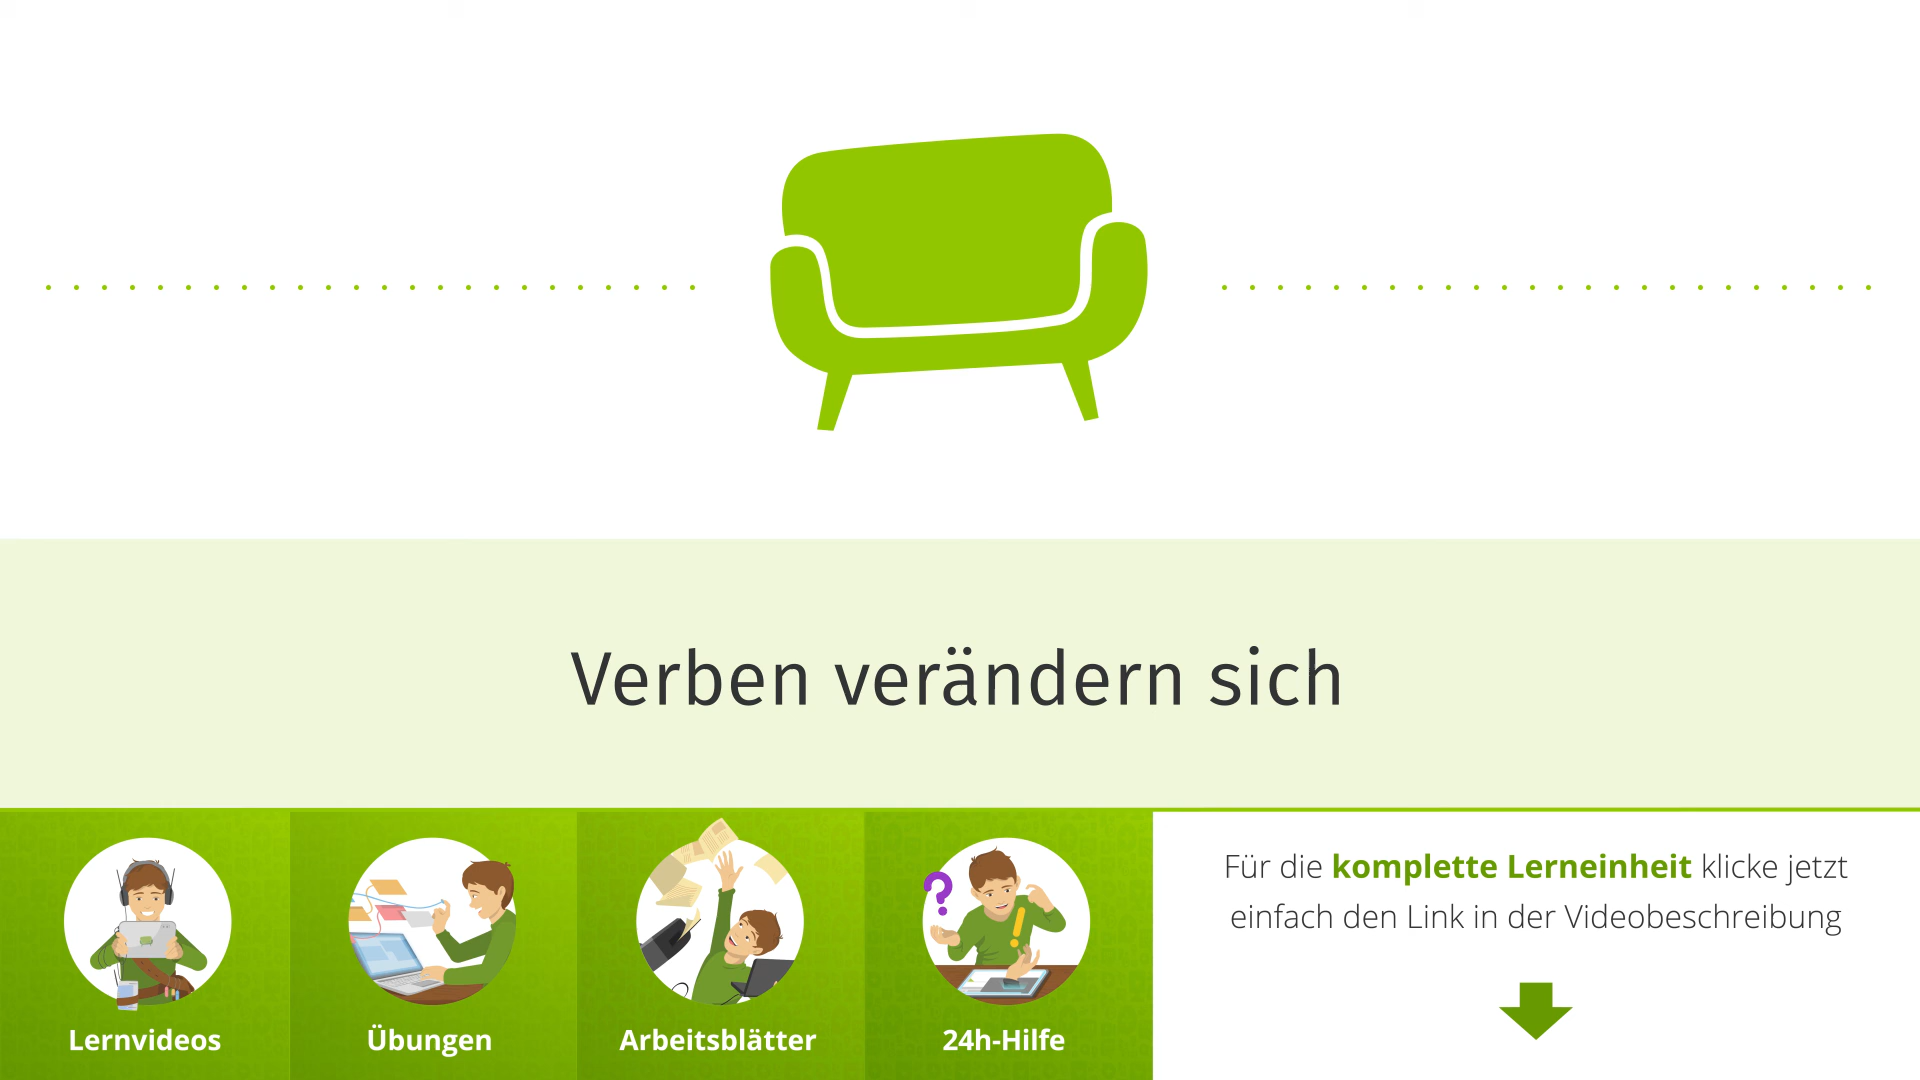 Verben verändern sich
Für die komplette Lerneinheit klicke jetzt
einfach den Link in der Videobeschreibung
Lernvideos
Übungen
Arbeitsblätter
24h-Hilfe